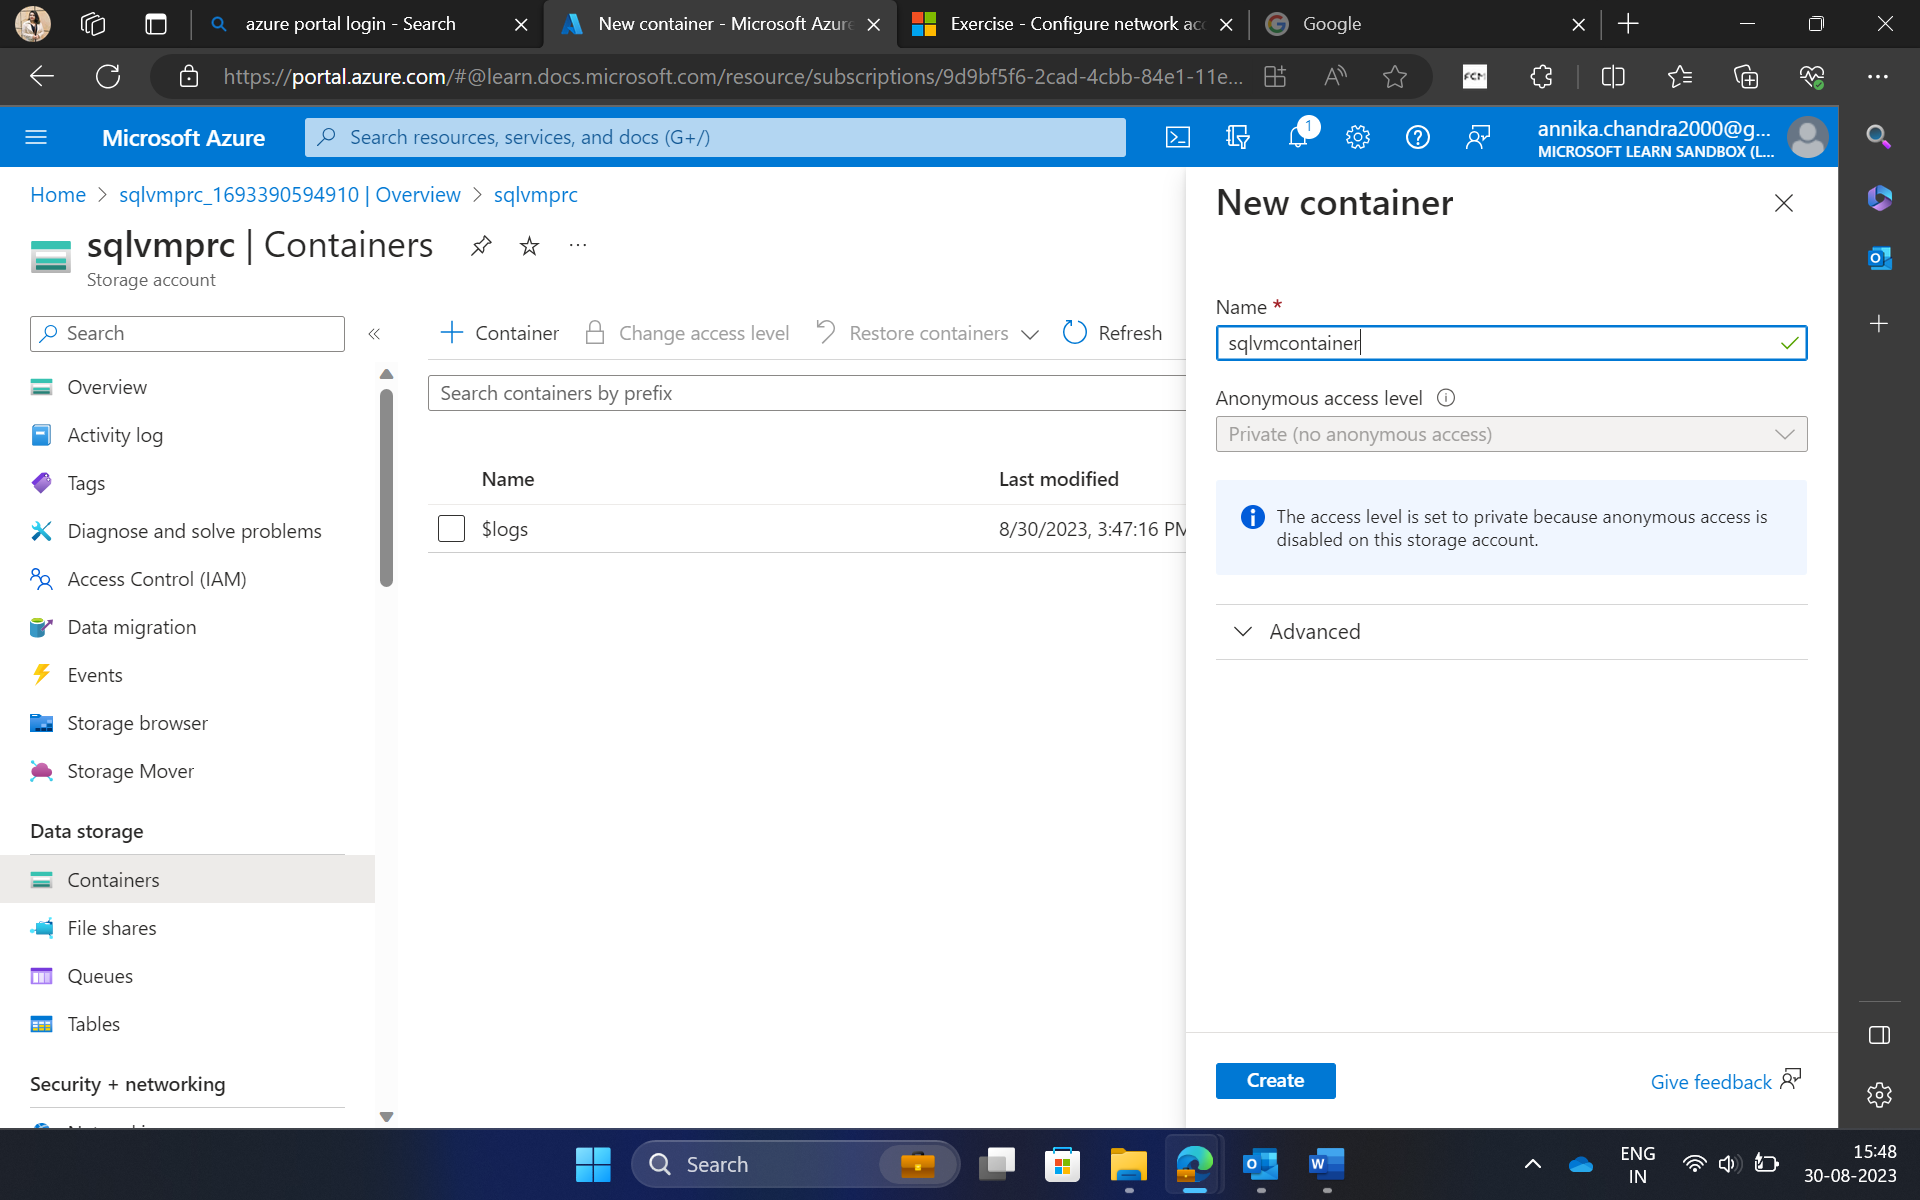 azure portal login - Search
New container - Microsoft Azure
Exercise - Configure network acc
Google
https://portal.azure.com/#@learn.docs.microsoft.com/resource/subscriptions/9d9bf5f6-2cad-4cbb-84e1-11e...
FCM
Microsoft Azure
Search resources, services, and docs (G+/)
1
annika.chandra2000@g...
MICROSOFT LEARN SANDBOX (L...
Home > sqlvmprc_1693390594910 | Overview > sqlvmprc
sqlvmprc | Containers
Storage account
Search
Overview
Activity log
Tags
Diagnose and solve problems
Access Control (IAM)
Data migration
Events
Storage browser
Storage Mover
Data storage
Containers
File shares
Queues
Tables
Security + networking
Container
Change access level
Restore containers
Refresh
Search containers by prefix
Name
Last modified
$logs
8/30/2023, 3:47:16 PM
New container
Name *
sqlvmcontainer
Anonymous access level
Private (no anonymous access)
The access level is set to private because anonymous access is
disabled on this storage account.
Advanced
Create
Give feedback
Search
ENG
IN
15:48
30-08-2023